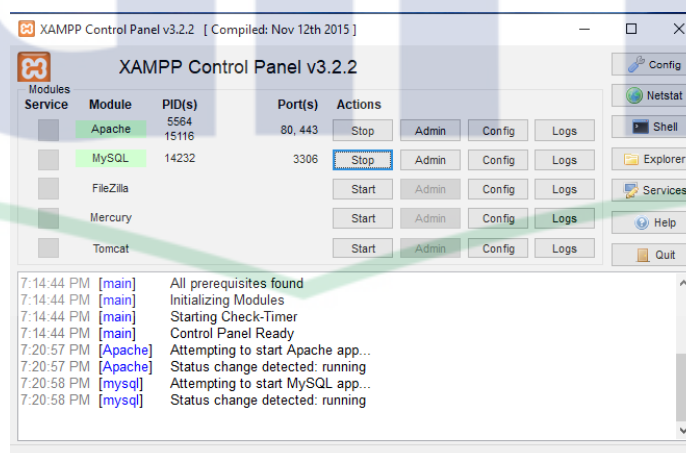 XAMPP Control Panel v3.2.2 [ Compiled: Nov 12th 2015 ]
XAMPP Control Panel v3.2.2
Config
Modules
Service Module PID(s) Port(s) Actions
Netstat
Apache 5564 15116 80, 443 Stop Admin Config Logs
Shell
MySQL 14232 3306 Stop Admin Config Logs
Explorer
FileZilla Start Admin Config Logs
Services
Mercury Start Admin Config Logs
Help
Tomcat Start Admin Config Logs
Quit
7:14:44 PM [main] All prerequisites found
7:14:44 PM [main] Initializing Modules
7:14:44 PM [main] Starting Check-Timer
7:14:44 PM [main] Control Panel Ready
7:20:57 PM [Apache] Attempting to start Apache app...
7:20:57 PM [Apache] Status change detected: running
7:20:58 PM [mysql] Attempting to start MySQL app...
7:20:58 PM [mysql] Status change detected: running